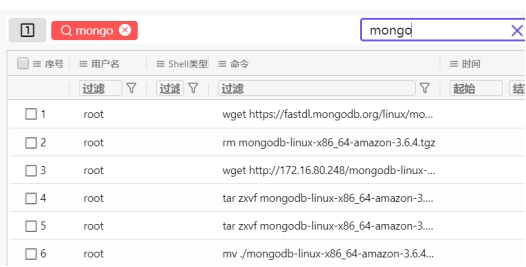 1 mongo mongo
序号 用户名 Shell类型 命令 时间
过滤 过滤 过滤 起始
1 root wget https://fastdl.mongodb.org/linux/mo...
2 root rm mongodb-linux-x86_64-amazon-3.6.4.tgz
3 root wget http://172.16.80.248/mongodb-linux-...
4 root tar zxvf mongodb-linux-x86_64-amazon-3....
5 root tar zxvf mongodb-linux-x86_64-amazon-3....
6 root mv ./mongodb-linux-x86_64-amazon-3.6.4...